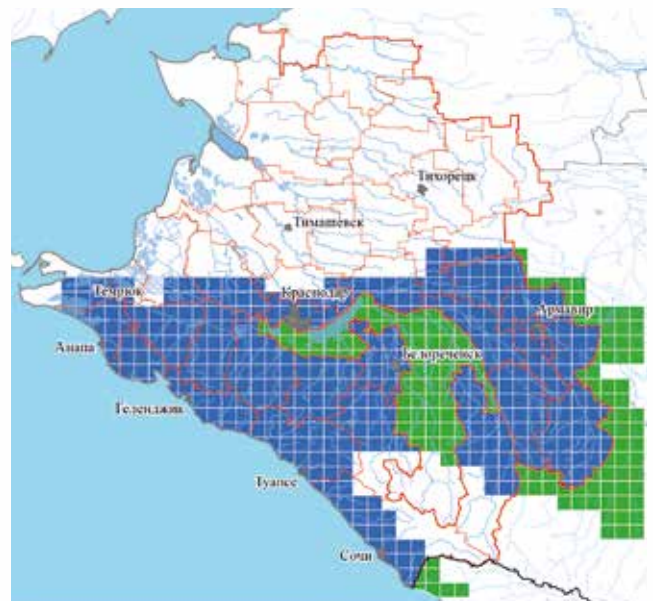 Тихорецк
Тимашевск
Темрюк
Краснодар
Армавир
Анапа
Белореченск
Геленджик
Туапсе
Сочи